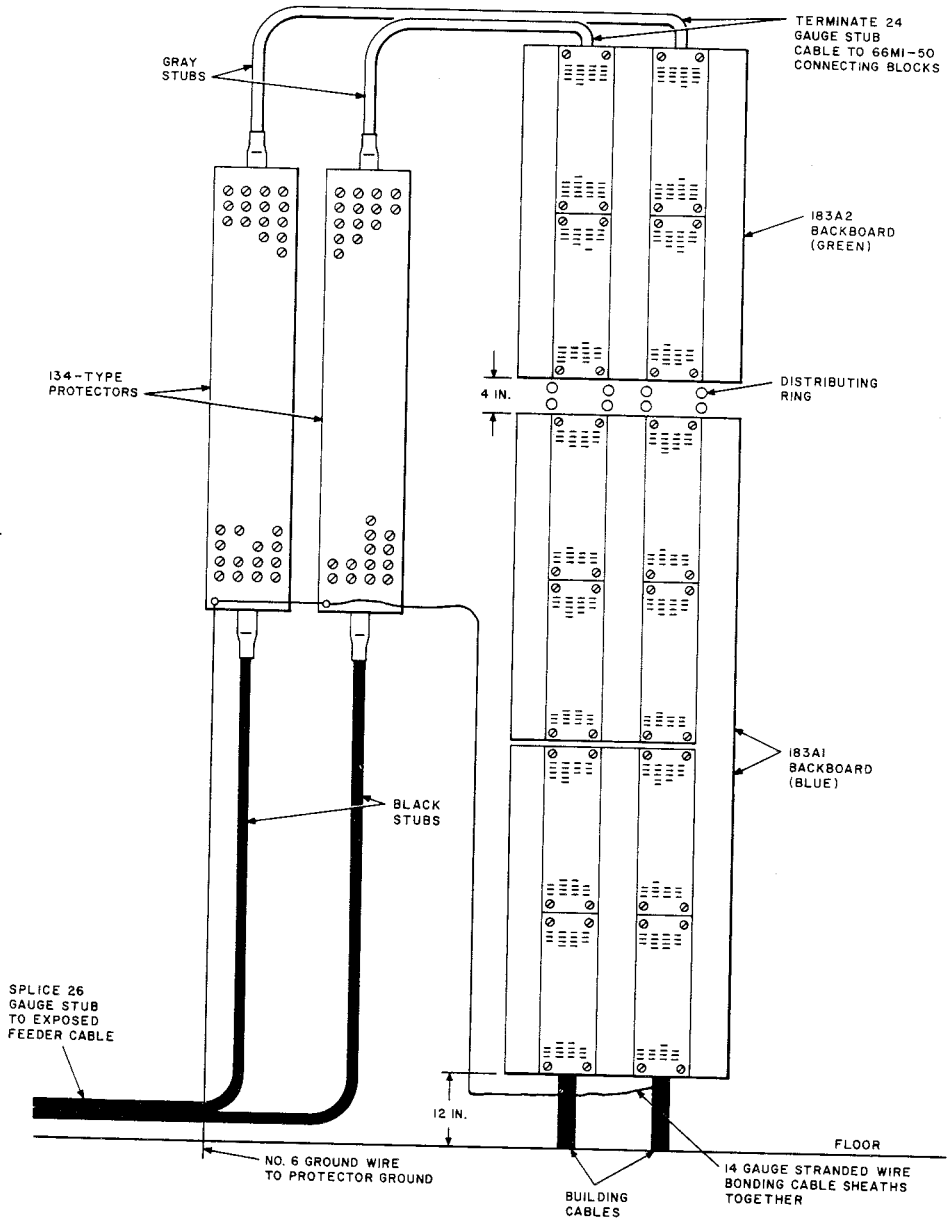 TERMINATE 24
GAUGE STUB
CABLE TO 66MI-50
CONNECTING BLOCKS
GRAY
STUBS
183A2
BACKBOARD
(GREEN)
134-TYPE
PROTECTORS
4 IN.
DISTRIBUTING
RING
183A1
BACKBOARD
(BLUE)
BLACK
STUBS
SPLICE 26
GAUGE STUB
TO EXPOSED
FEEDER CABLE
12 IN.
FLOOR
NO. 6 GROUND WIRE
TO PROTECTOR GROUND
BUILDING
CABLES
14 GAUGE STRANDED WIRE
BONDING CABLE SHEATHS
TOGETHER